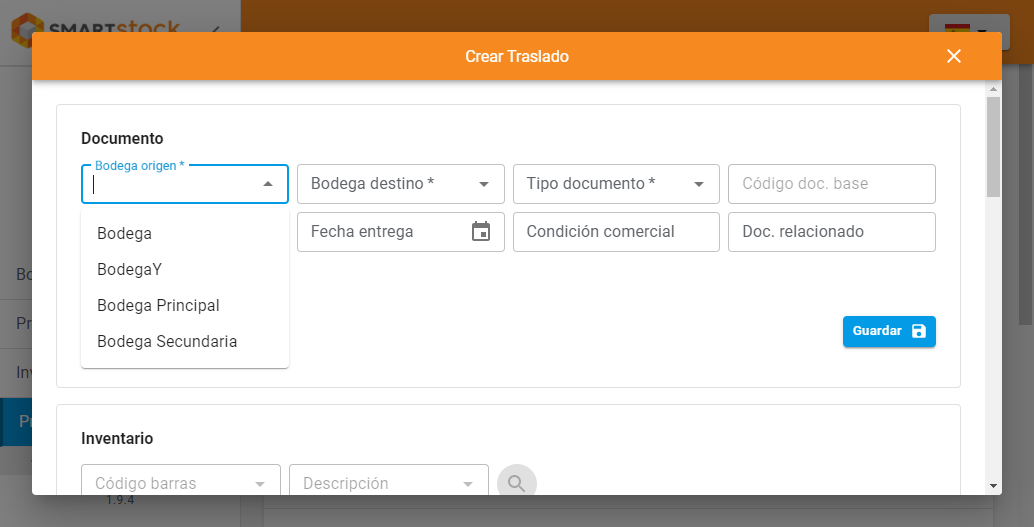 SMARTstock
Crear Traslado
Documento
Bodega origen *
Bodega destino *
Tipo documento *
Código doc. base
Fecha entrega
Condición comercial
Doc. relacionado
Bodega
BodegaY
Bodega Principal
Bodega Secundaria
Guardar
Inventario
Código barras
Descripción
Bo
Pr
Inv
Pr
1.9.4